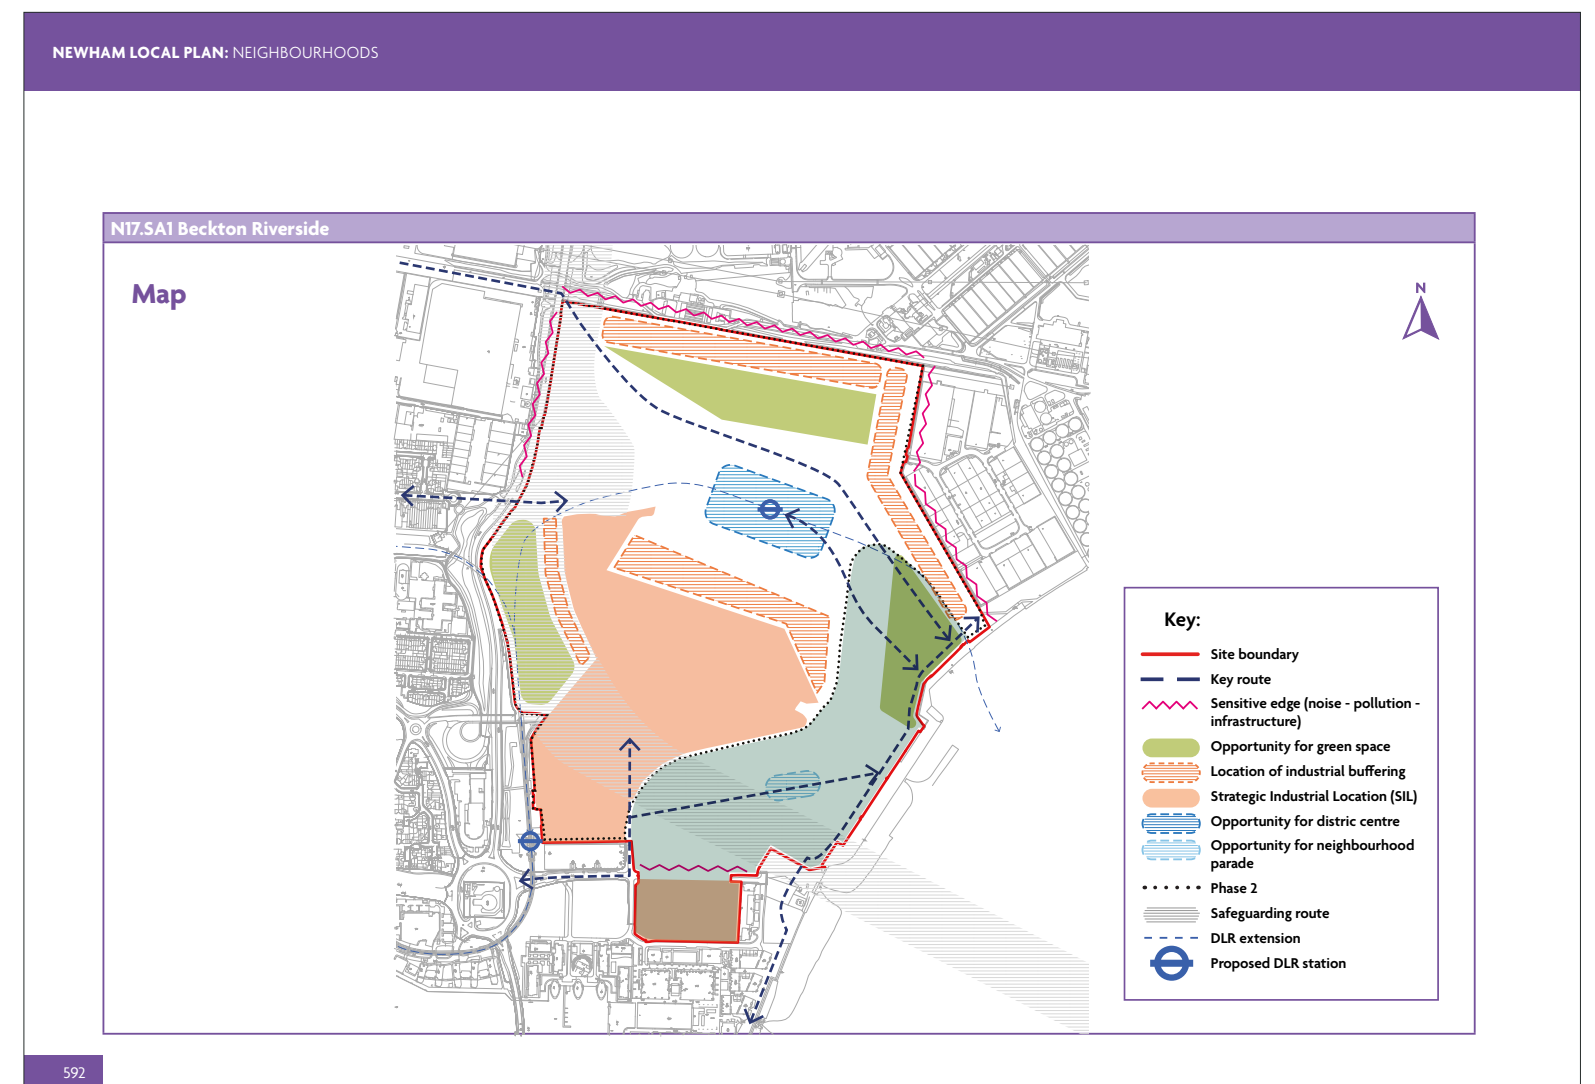 NEWHAM LOCAL PLAN: NEIGHBOURHOODS
N17.SA1 Beckton Riverside
Map
N
Key:
Site boundary
Key route
Sensitive edge (noise - pollution -
infrastructure)
Opportunity for green space
Location of industrial buffering
Strategic Industrial Location (SIL)
Opportunity for distric centre
Opportunity for neighbourhood
parade
Phase 2
Safeguarding route
DLR extension
Proposed DLR station
592